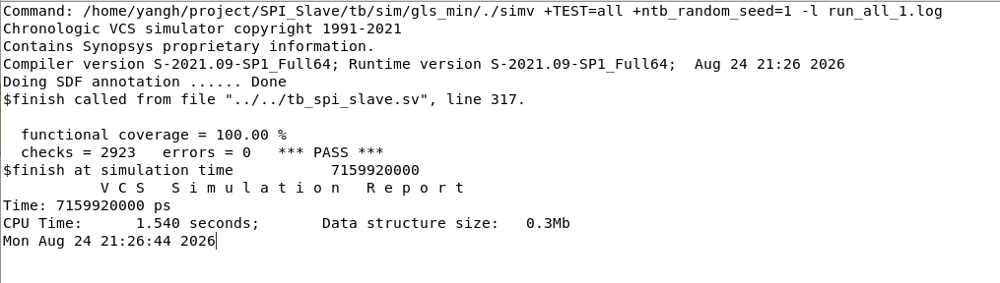 Command: /home/yangh/project/SPI_Slave/tb/sim/gls_min/./simv +TEST=all +ntb_random_seed=1 -l run_all_1.log
Chronologic VCS simulator copyright 1991-2021
Contains Synopsys proprietary information.
Compiler version S-2021.09-SP1_Full64; Runtime version S-2021.09-SP1_Full64;  Aug 24 21:26 2026
Doing SDF annotation ...... Done
$finish called from file "../../tb_spi_slave.sv", line 317.
  functional coverage = 100.00 %
  checks = 2923   errors = 0   *** PASS ***
$finish at simulation time           7159920000
           V C S   S i m u l a t i o n   R e p o r t
Time: 7159920000 ps
CPU Time:      1.540 seconds;       Data structure size:   0.3Mb
Mon Aug 24 21:26:44 2026